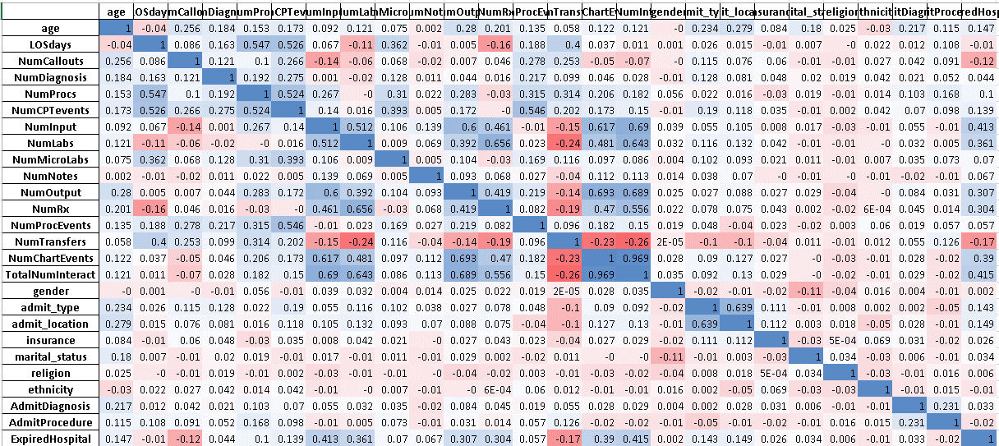 age OSday mCallo mDiagn umPro CPTev umInp umLab Micro umNot umOut NumRx ProcEv nTrans ChartE NumIn gender mit_ty it_loca suranc ital_sta religion hnicit itDiag itProce redHosp
age 1 -0.04 0.256 0.184 0.153 0.173 0.092 0.121 0.075 0.002 0.28 0.201 0.135 0.058 0.122 0.121 -0 0.234 0.279 0.084 0.18 0.025 -0.03 0.217 0.115 0.147
LOSdays -0.04 1 0.086 0.163 0.547 0.526 0.067 -0.11 0.362 -0.01 0.005 -0.16 0.188 0.4 0.037 0.011 0.001 0.026 0.015 -0.01 0.007 -0 0.022 0.012 0.108 -0.01
NumCallouts 0.256 0.086 1 0.121 0.1 0.266 -0.14 -0.06 0.068 -0.02 0.007 0.046 0.278 0.253 -0.05 -0.07 -0 0.115 0.076 0.06 -0.01 -0.01 0.027 0.042 0.091 -0.12
NumDiagnosis 0.184 0.163 0.121 1 0.192 0.275 0.001 -0.02 0.128 0.011 0.044 0.016 0.217 0.099 0.046 0.028 -0.01 0.128 0.081 -0.01 0.02 0.019 0.042 0.021 0.052 0.044
NumProcs 0.153 0.547 0.1 0.192 1 0.524 0.267 -0 0.31 0.022 0.283 -0.03 0.315 0.314 0.206 0.182 0.056 0.022 0.016 -0.03 0.019 -0.01 0.014 0.103 0.168 0.1
NumCPTevents 0.173 0.526 0.266 0.275 0.524 1 0.14 0.016 0.393 0.005 0.172 -0 0.546 0.202 0.173 0.15 -0.01 0.19 0.118 0.035 -0.01 0.002 0.042 0.07 0.098 0.139
NumInput 0.092 0.067 -0.14 0.001 0.267 0.14 1 0.512 0.106 0.139 0.6 0.461 -0.01 -0.15 0.617 0.69 0.039 0.055 0.105 0.008 0.017 -0.03 -0.01 0.055 -0.01 0.413
NumLabs 0.121 -0.11 -0.06 -0.02 -0 0.016 0.512 1 0.009 0.069 0.392 0.656 0.023 -0.24 0.481 0.643 0.032 0.116 0.132 0.042 -0.01 -0.01 -0 0.032 0.005 0.361
NumMicroLabs 0.075 0.362 0.068 0.128 0.31 0.393 0.106 0.009 1 0.005 0.104 -0.03 0.169 0.116 0.097 0.086 0.004 0.102 0.093 0.021 0.011 -0.01 0.007 0.035 0.073 0.07
NumNotes 0.002 -0.01 -0.02 0.011 0.022 0.005 0.139 0.069 0.005 1 0.093 0.068 0.027 -0.04 0.112 0.113 0.014 0.038 0.07 -0 -0.01 -0 -0.01 -0.02 -0.01 0.067
NumOutput 0.28 0.005 0.007 0.044 0.283 0.172 0.6 0.392 0.104 0.093 1 0.419 0.219 -0.14 0.693 0.689 0.025 0.027 0.088 0.027 0.029 -0.04 -0 0.084 0.031 0.307
NumRx 0.201 -0.16 0.046 0.016 -0.03 -0 0.461 0.656 -0.03 0.068 0.419 1 0.082 -0.19 0.47 0.556 0.022 0.078 0.075 0.043 0.002 -0.02 6E-04 0.045 0.014 0.304
NumProcEvents 0.135 0.188 0.278 0.217 0.315 0.546 -0.01 0.023 0.169 0.027 0.219 0.082 1 0.096 0.182 0.15 0.019 0.048 -0.04 0.023 -0.02 0.003 0.06 0.019 0.057 0.057
NumTransfers 0.058 0.4 0.253 0.099 0.314 0.202 -0.15 -0.24 0.116 -0.04 -0.14 -0.19 0.096 1 -0.23 -0.26 2E-05 -0.1 -0.1 -0.04 0.011 -0.01 0.012 0.055 0.126 -0.17
NumChartEvents 0.122 0.037 -0.05 0.046 0.206 0.173 0.617 0.481 0.097 0.112 0.693 0.47 0.182 -0.23 1 0.969 0.028 0.09 0.127 0.027 -0 -0.03 -0.01 0.028 -0.02 0.39
TotalNumInteract 0.121 0.011 -0.07 0.028 0.182 0.15 0.69 0.643 0.086 0.113 0.689 0.556 0.15 -0.26 0.969 1 0.035 0.092 0.13 0.029 -0 -0.02 -0.01 0.029 -0.02 0.415
gender -0 0.001 -0 -0.01 0.056 -0.01 0.039 0.032 0.004 0.014 0.025 0.022 0.019 2E-05 0.028 0.035 1 -0.02 -0.01 -0.02 -0.11 -0.04 0.016 0.004 -0.01 0.002
admit_type 0.234 0.026 0.115 0.128 0.022 0.19 0.055 0.116 0.102 0.038 0.027 0.078 0.048 -0.1 0.09 0.092 -0.02 1 0.639 0.111 -0.01 0.008 0.002 0.002 -0.05 0.143
admit_location 0.279 0.015 0.076 0.081 0.016 0.118 0.105 0.132 0.093 0.07 0.088 0.075 -0.04 -0.1 0.127 0.13 -0.01 0.639 1 0.112 0.003 0.018 -0.05 0.028 -0.01 0.149
insurance 0.084 -0.01 0.06 -0.01 -0.03 0.035 0.008 0.042 0.021 -0 0.027 0.043 0.023 -0.04 0.027 0.029 -0.02 0.111 0.112 1 -0.03 5E-04 0.069 0.031 -0.02 0.026
marital_status 0.18 0.007 -0.01 0.02 0.019 -0.01 0.017 -0.01 0.011 -0.01 0.029 0.002 -0.02 0.011 -0 -0 -0.11 -0.01 0.003 -0.03 1 0.034 -0.03 0.006 -0.01 0.034
religion 0.025 -0 -0.01 0.019 -0.01 0.002 -0.03 -0.01 -0.01 -0 -0.04 -0.02 0.003 -0.01 -0.03 -0.02 -0.04 0.008 0.018 5E-04 0.034 1 -0.01 -0.01 0.016 0.006
ethnicity -0.03 0.022 0.027 0.042 0.014 0.042 -0.01 -0 0.007 -0.01 -0 6E-04 0.06 0.012 -0.01 -0.01 0.016 0.002 -0.05 0.069 -0.03 -0.01 1 -0.01 0.015 -0.01
AdmitDiagnosis 0.217 0.012 0.042 0.021 0.103 0.07 0.055 0.032 0.035 -0.02 0.084 0.045 0.019 0.055 0.028 0.029 0.004 0.002 0.028 0.031 0.006 -0.01 -0.01 1 0.231 0.033
AdmitProcedure 0.115 0.108 0.091 0.052 0.168 0.098 -0.01 0.005 0.073 -0.01 0.031 0.014 0.057 0.126 -0.02 -0.02 -0.01 -0.05 -0.01 -0.02 -0.01 0.016 0.015 0.231 1 -0.02
ExpiredHospital 0.147 -0.01 -0.12 0.044 0.1 0.139 0.413 0.361 0.07 0.067 0.307 0.304 0.057 -0.17 0.39 0.415 0.002 0.143 0.149 0.026 0.034 0.006 -0.01 0.033 -0.02 1